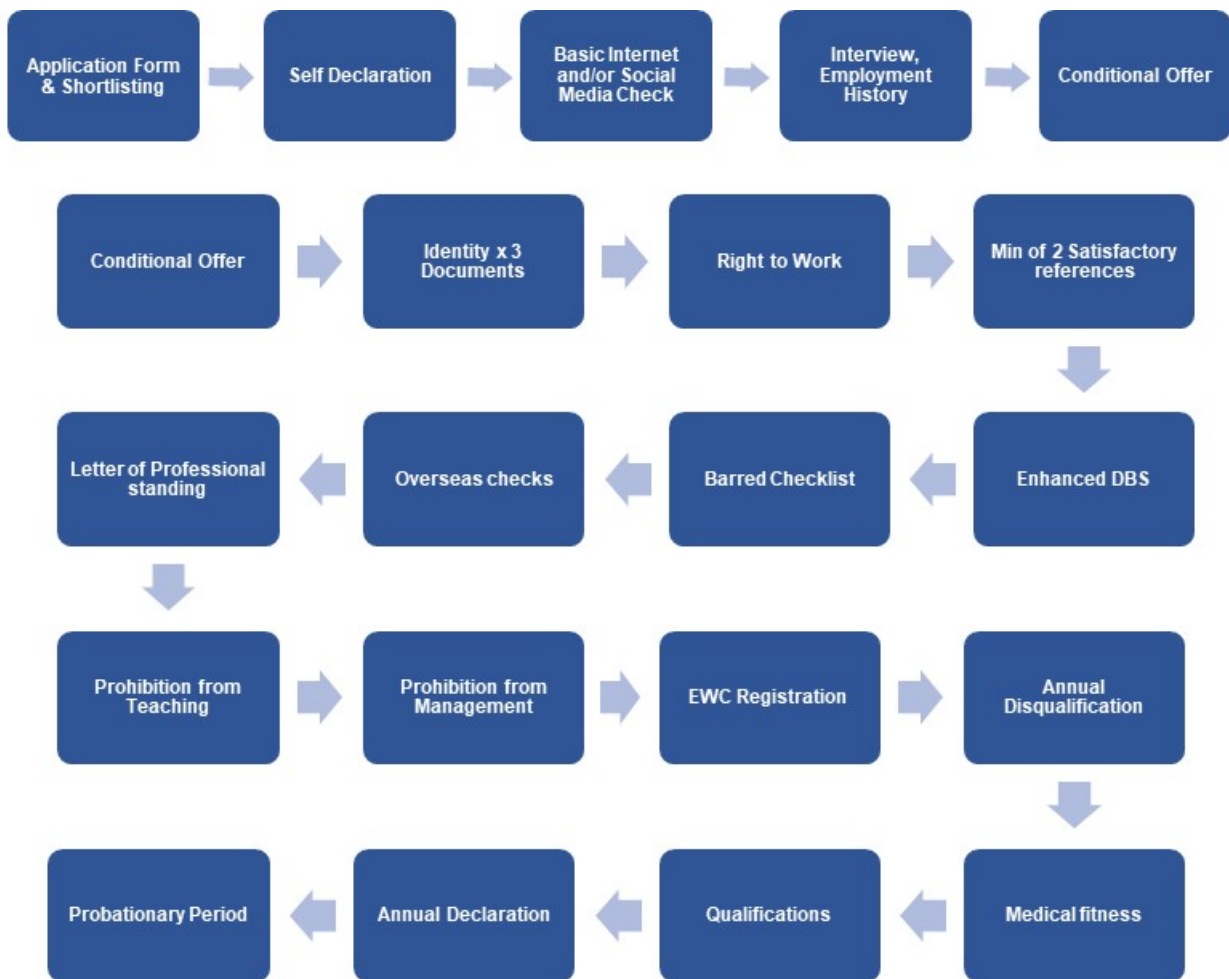 Application Form
& Shortlisting
Self Declaration
Basic Internet
and/or Social
Media Check
Interview,
Employment
History
Conditional Offer
Conditional Offer
Identity x 3
Documents
Right to Work
Min of 2 Satisfactory
references
Enhanced DBS
Barred Checklist
Overseas checks
Letter of Professional
standing
Prohibition from
Teaching
Prohibition from
Management
EWC Registration
Annual
Disqualification
Medical fitness
Qualifications
Annual Declaration
Probationary Period